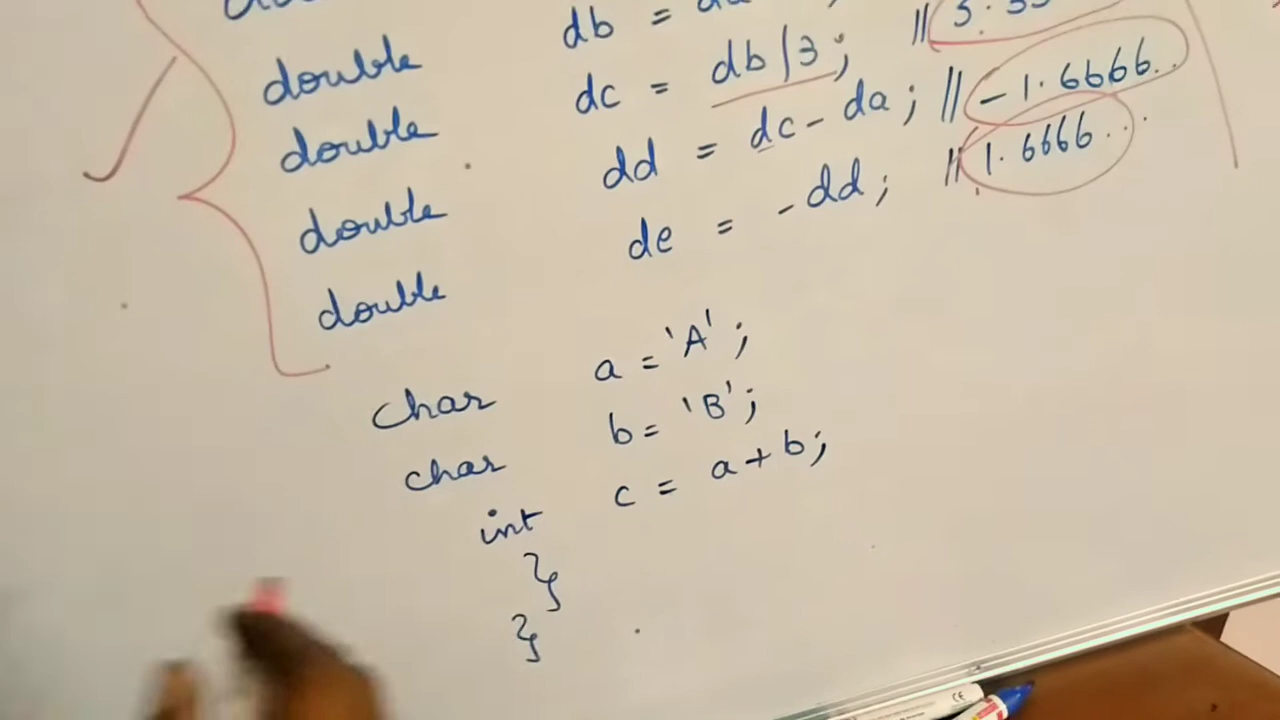 double db =
double dc = db/3; //
double dd = dc - da; // -1.6666..
double de = -dd; // 1.6666...
char a = 'A';
char b = 'B';
int c = a + b;
}
}
CE